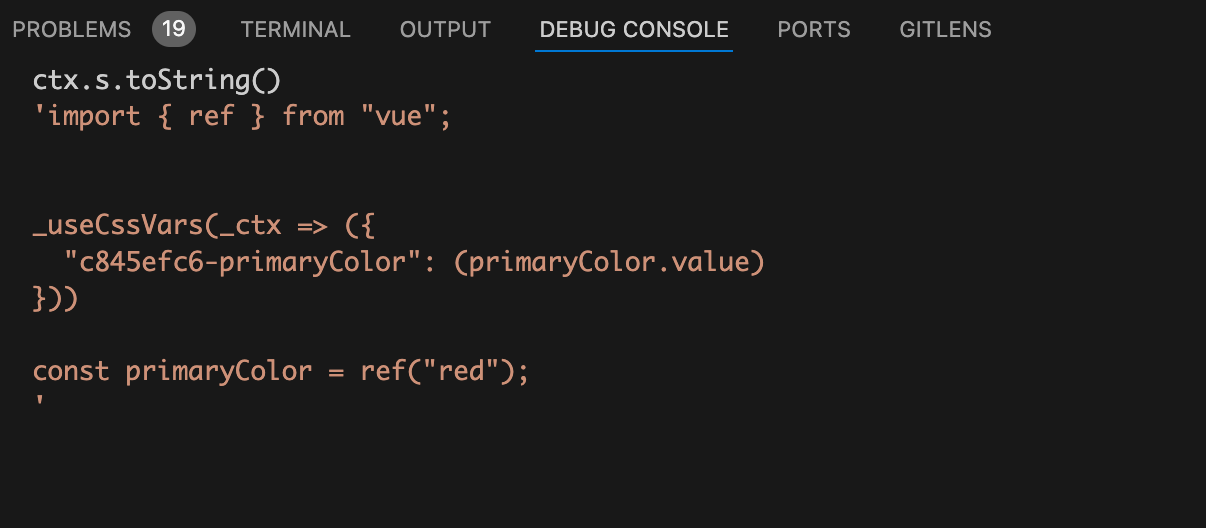 PROBLEMS 19 TERMINAL OUTPUT DEBUG CONSOLE PORTS GITLENS
ctx.s.toString()
'import { ref } from "vue";
_useCssVars(_ctx => ({
  "c845efc6-primaryColor": (primaryColor.value)
}))
const primaryColor = ref("red");
'